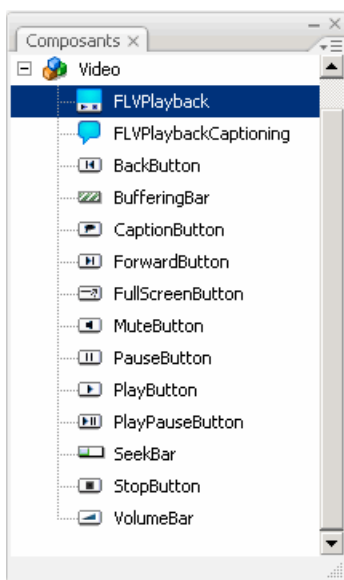 Composants
Video
FLVPlayback
FLVPlaybackCaptioning
BackButton
BufferingBar
CaptionButton
ForwardButton
FullScreenButton
MuteButton
PauseButton
PlayButton
PlayPauseButton
SeekBar
StopButton
VolumeBar